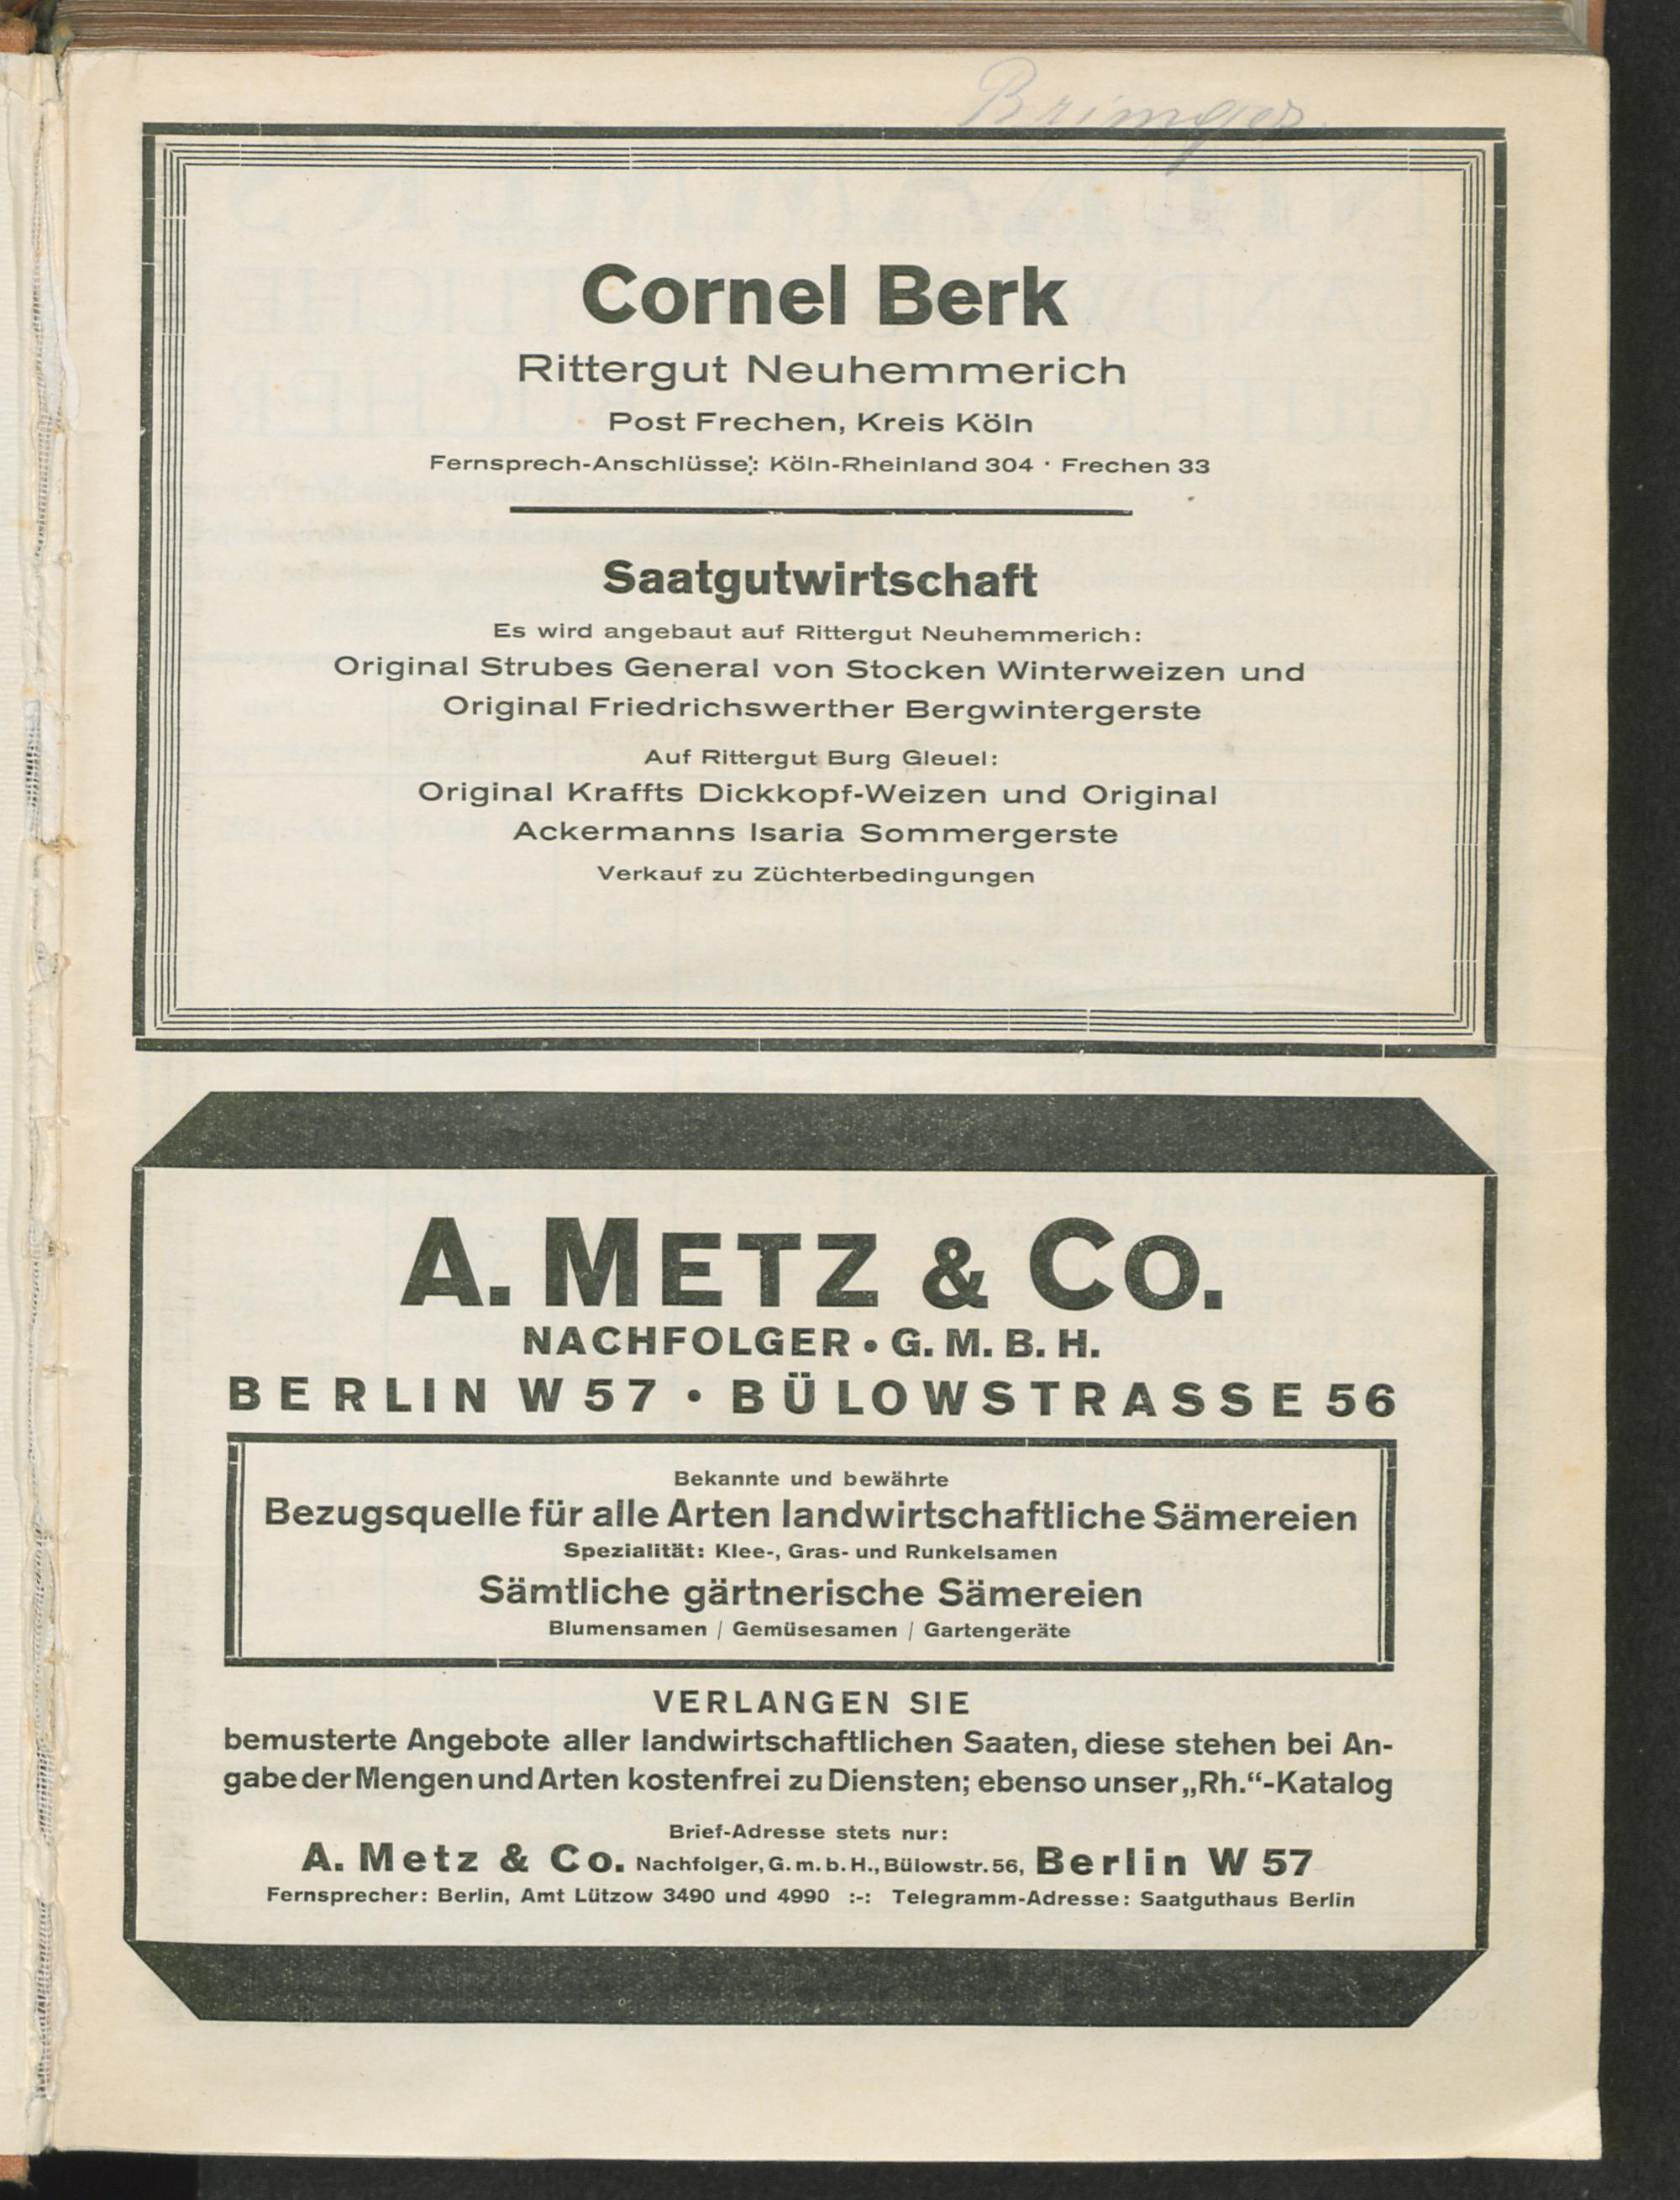 Cornel Berk
Rittergut Neuhemmerich
Post Frechen, Kreis Köln
Fernsprech-Anschlüsse: Köln-Rheinland 304 · Frechen 33
Saatgutwirtschaft
Es wird angebaut auf Rittergut Neuhemmerich:
Original Strubes General von Stocken Winterweizen und
Original Friedrichswerther Bergwintergerste
Auf Rittergut Burg Gleuel:
Original Kraffts Dickkopf-Weizen und Original
Ackermanns Isaria Sommergerste
Verkauf zu Züchterbedingungen
A. METZ & CO.
NACHFOLGER • G. M. B. H.
BERLIN W 57 • BÜLOWSTRASSE 56
Bekannte und bewährte
Bezugsquelle für alle Arten landwirtschaftliche Sämereien
Spezialität: Klee-, Gras- und Runkelsamen
Sämtliche gärtnerische Sämereien
Blumensamen / Gemüsesamen / Gartengeräte
VERLANGEN SIE
bemusterte Angebote aller landwirtschaftlichen Saaten, diese stehen bei An-
gabe der Mengen und Arten kostenfrei zu Diensten; ebenso unser „Rh.“-Katalog
Brief-Adresse stets nur:
A. Metz & Co. Nachfolger, G. m. b. H., Bülowstr. 56, Berlin W 57
Fernsprecher: Berlin, Amt Lützow 3490 und 4990 :-: Telegramm-Adresse: Saatguthaus Berlin